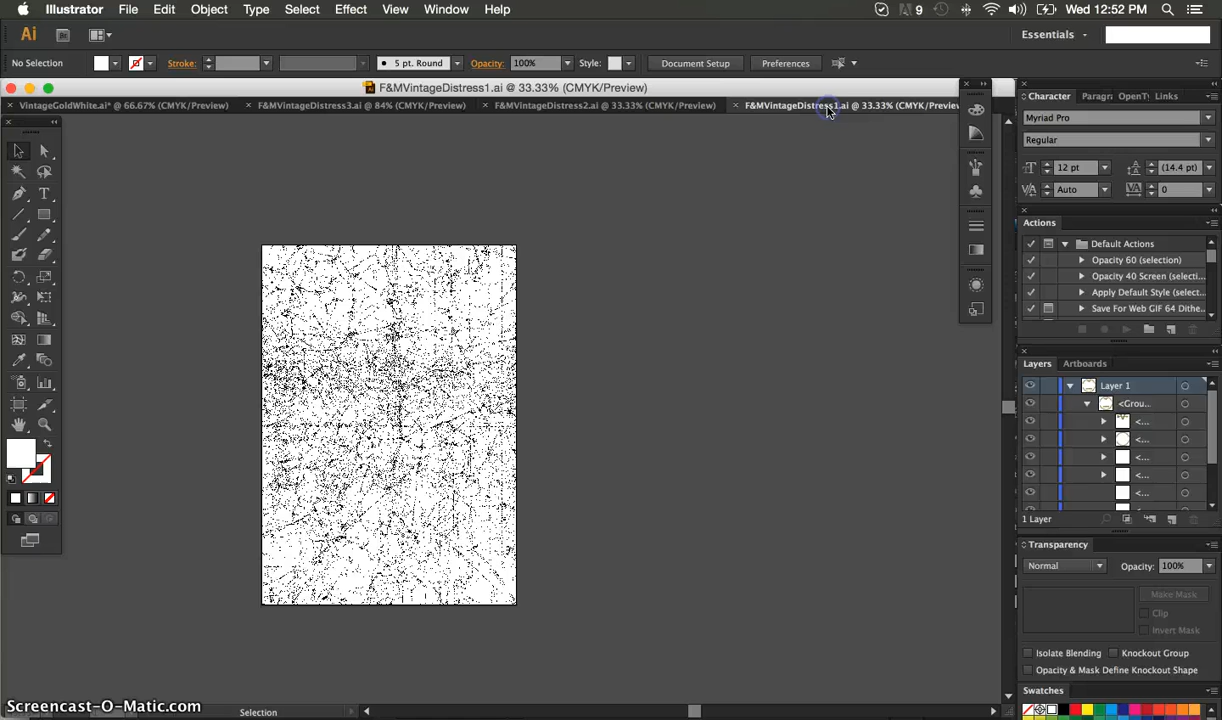 Illustrator File Edit Object Type Select Effect View Window Help 9 Wed 12:52 PM
Ai Essentials
No Selection Stroke: 5 pt. Round Opacity: 100% Style: Document Setup Preferences
F&MVintageDistress1.ai @ 33.33% (CMYK/Preview)
VintageGoldWhite.ai* @ 66.67% (CMYK/Preview) F&MVintageDistress3.ai @ 84% (CMYK/Preview) F&MVintageDistress2.ai @ 33.33% (CMYK/Preview) F&MVintageDistress1.ai @ 33.33% (CMYK/Preview
Character Paragra OpenT Links
Myriad Pro
Regular
12 pt (14.4 pt)
Auto 0
Actions
Default Actions
Opacity 60 (selection)
Opacity 40 Screen (selecti...
Apply Default Style (select...
Save For Web GIF 64 Dithe...
Layers Artboards
Layer 1
<Grou...
<...
<...
<...
<...
<...
1 Layer
Transparency
Normal Opacity: 100%
Make Mask
Clip
Invert Mask
Isolate Blending Knockout Group
Opacity & Mask Define Knockout Shape
Swatches
Screencast-O-Matic.com
Selection